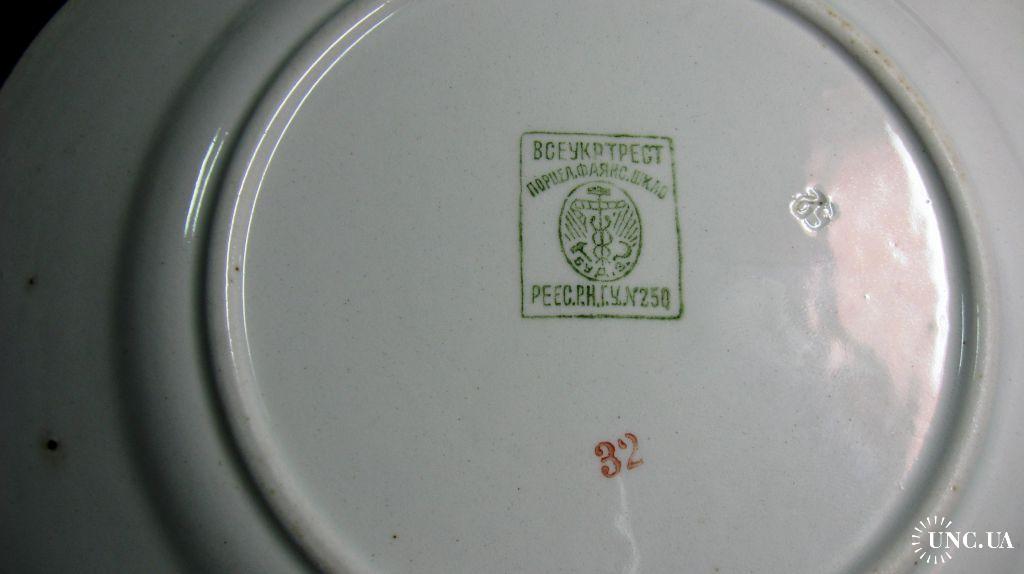 ВСЕУКРТРЕСТ
ПОРЦЕЛ.ФАЯНС.ШКЛО
БУД.З.
РЕЕС.Р.Н.Г.У.№250
32
UNC.UA